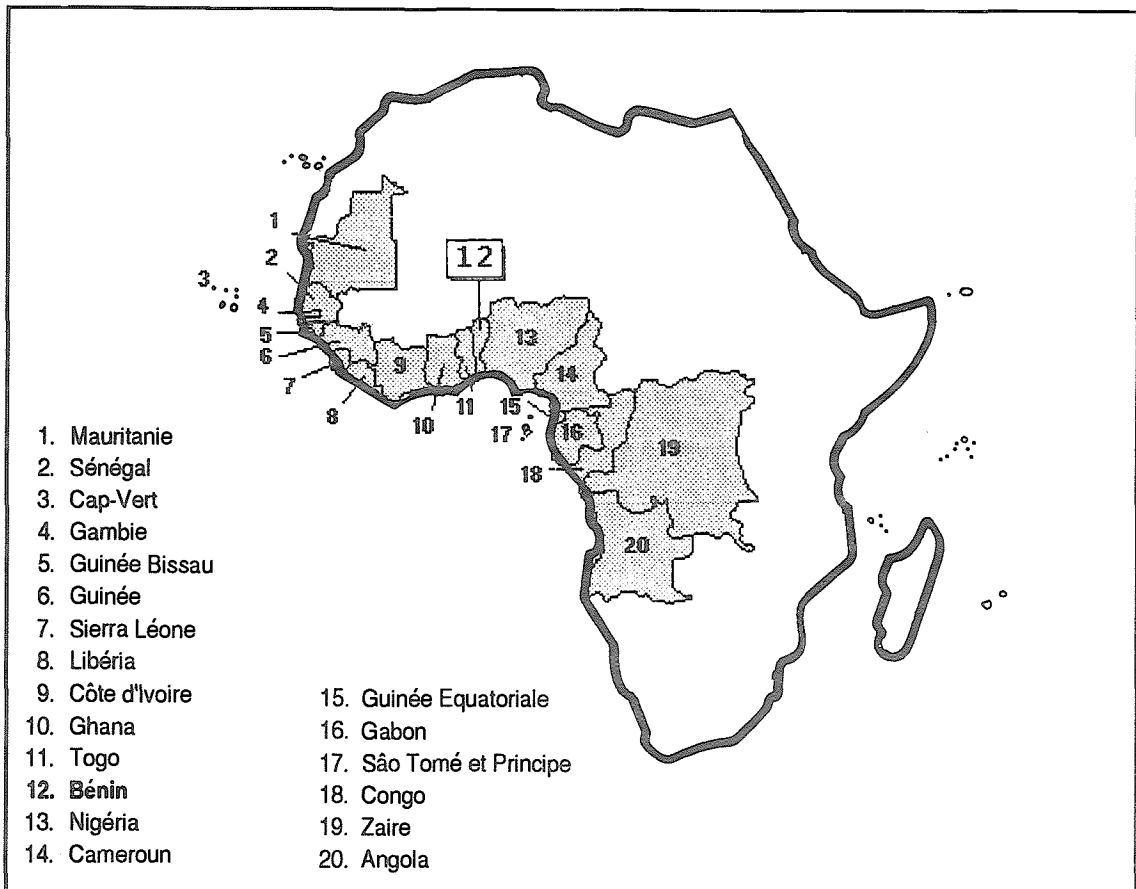 1
2
12
3
4
5
13
6
9
14
7
8
11
15
10
17
16
18
19
20
1. Mauritanie
2. Sénégal
3. Cap-Vert
4. Gambie
5. Guinée Bissau
6. Guinée
7. Sierra Léone
8. Libéria
9. Côte d'Ivoire
10. Ghana
11. Togo
12. Bénin
13. Nigéria
14. Cameroun
15. Guinée Equatoriale
16. Gabon
17. Sâo Tomé et Principe
18. Congo
19. Zaire
20. Angola